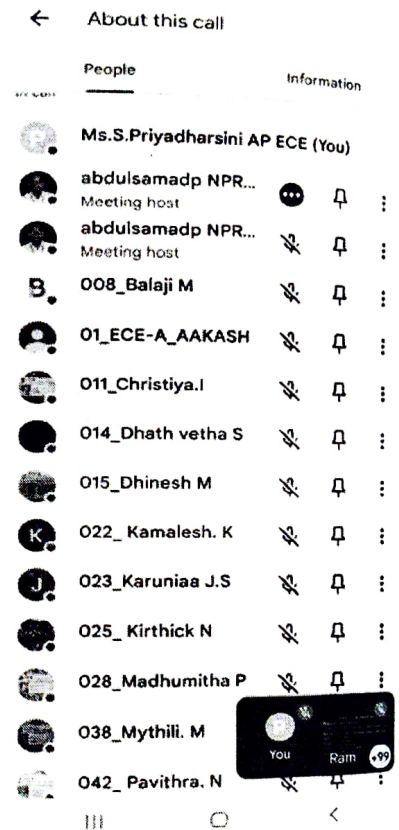 About this call
People
Information
Ms.S.Priyadharsini AP ECE (You)
abdulsamadp NPR...
Meeting host
abdulsamadp NPR...
Meeting host
B
008_Balaji M
01_ECE-A_AAKASH
011_Christiya.I
014_Dhath vetha S
015_Dhinesh M
K
022_ Kamalesh. K
J
023_Karuniaa J.S
025_ Kirthick N
028_Madhumitha P
038_Mythili. M
042_ Pavithra. N
You
Ram
+99